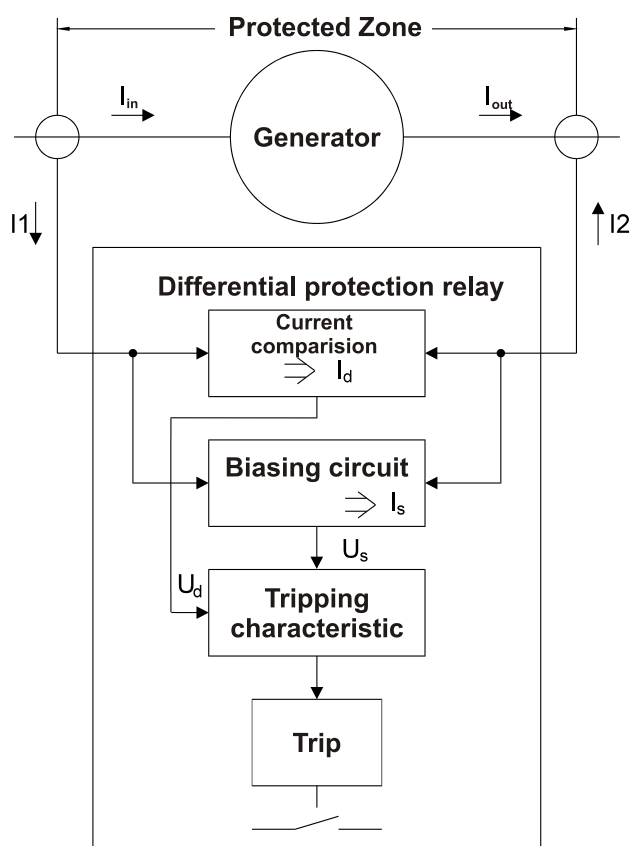 Protected Zone
Iin
Iout
Generator
I1
I2
Differential protection relay
Current
comparision
Id
Biasing circuit
Is
Us
Ud
Tripping
characteristic
Trip